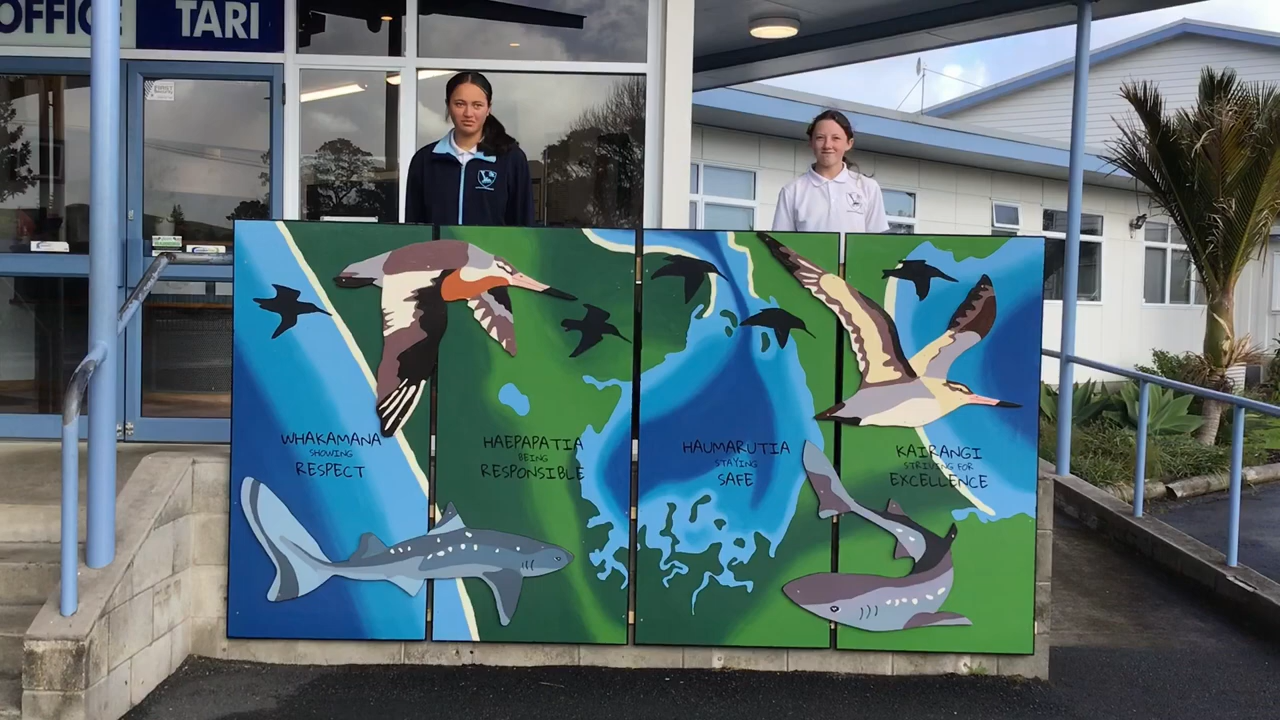 OFFICE
TARI
WHAKAMANA
SHOWING
RESPECT
HAEPAPATIA
BEING
RESPONSIBLE
HAUMARUTIA
STAYING
SAFE
KAIRANGI
STRIVING FOR
EXCELLENCE